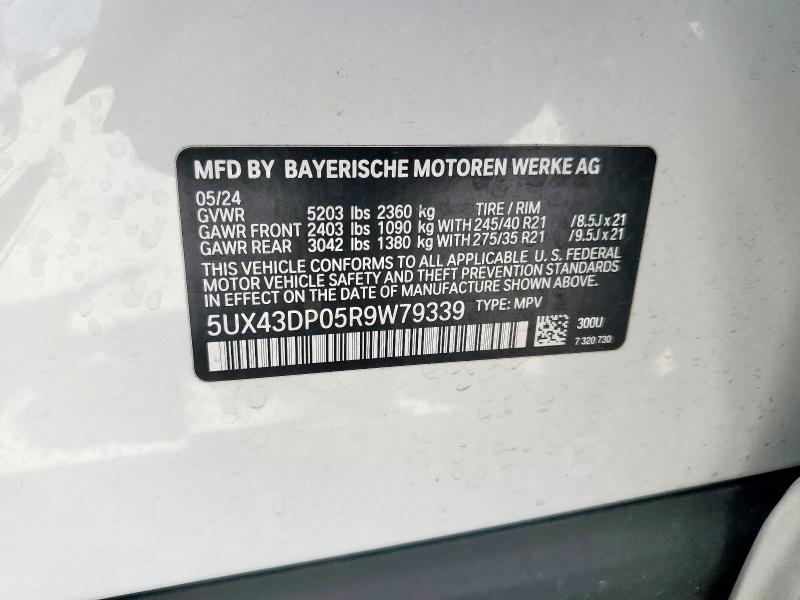 MFD BY BAYERISCHE MOTOREN WERKE AG
05/24 TIRE / RIM
GVWR 5203 lbs 2360 kg
GAWR FRONT 2403 lbs 1090 kg WITH 245/40 R21 /8.5J x 21
GAWR REAR 3042 lbs 1380 kg WITH 275/35 R21 /9.5J x 21
THIS VEHICLE CONFORMS TO ALL APPLICABLE U. S. FEDERAL
MOTOR VEHICLE SAFETY AND THEFT PREVENTION STANDARDS
IN EFFECT ON THE DATE OF MANUFACTURE SHOWN ABOVE.
5UX43DP05R9W79339 TYPE: MPV
300U
7 320 730